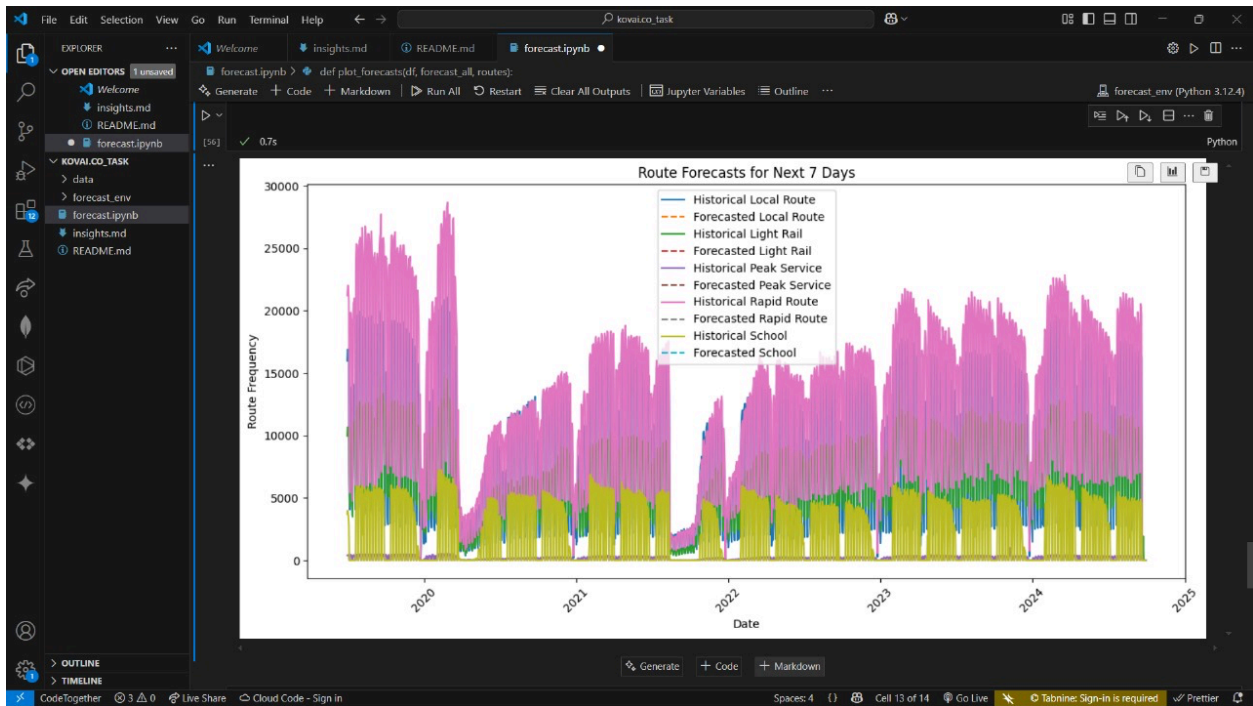 File Edit Selection View Go Run Terminal Help
kovai.co_task
EXPLORER
OPEN EDITORS 1 unsaved
Welcome
insights.md
README.md
forecast.ipynb
KOVAI.CO_TASK
data
forecast_env
forecast.ipynb
insights.md
README.md
OUTLINE
TIMELINE
1
12
1
Welcome insights.md README.md forecast.ipynb
forecast.ipynb > def plot_forecasts(df, forecast_all, routes):
Generate + Code + Markdown | Run All Restart Clear All Outputs | Jupyter Variables Outline ...
forecast_env (Python 3.12.4)
[56] ✓ 0.7s
Python
Route Forecasts for Next 7 Days
Historical Local Route
Forecasted Local Route
Historical Light Rail
Forecasted Light Rail
Historical Peak Service
Forecasted Peak Service
Historical Rapid Route
Forecasted Rapid Route
Historical School
Forecasted School
Route Frequency
30000
25000
20000
15000
10000
5000
0
2020 2021 2022 2023 2024 2025
Date
Generate + Code + Markdown
CodeTogether 3 0 Live Share Cloud Code - Sign in Spaces: 4 {} Cell 13 of 14 Go Live Tabnine: Sign-in is required Prettier